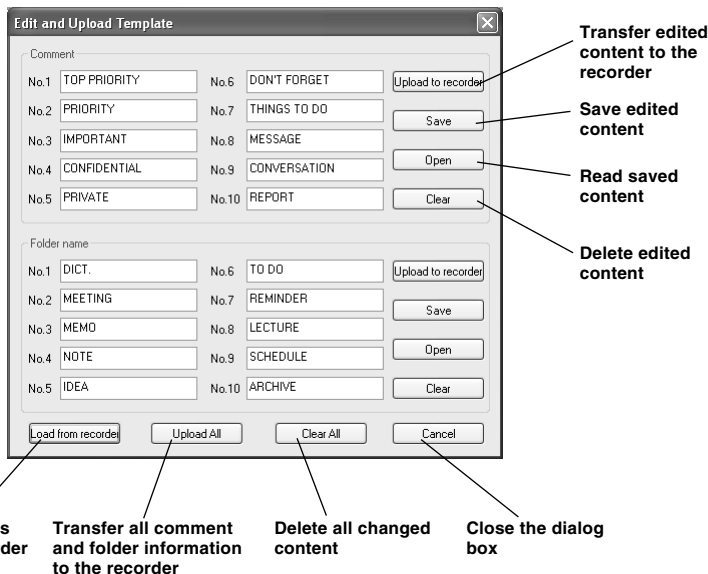 Edit and Upload Template
Transfer edited
content to the
recorder
Comment
No.1 TOP PRIORITY No.6 DON'T FORGET Upload to recorder
No.2 PRIORITY No.7 THINGS TO DO Save
Save edited
content
No.3 IMPORTANT No.8 MESSAGE
No.4 CONFIDENTIAL No.9 CONVERSATION Open
Read saved
content
No.5 PRIVATE No.10 REPORT Clear
Delete edited
content
Folder name
No.1 DICT. No.6 TO DO Upload to recorder
No.2 MEETING No.7 REMINDER Save
No.3 MEMO No.8 LECTURE
No.4 NOTE No.9 SCHEDULE Open
No.5 IDEA No.10 ARCHIVE Clear
Load from recorder Upload All Clear All Cancel
Transfer all comment
and folder information
to the recorder
Delete all changed
content
Close the dialog
box